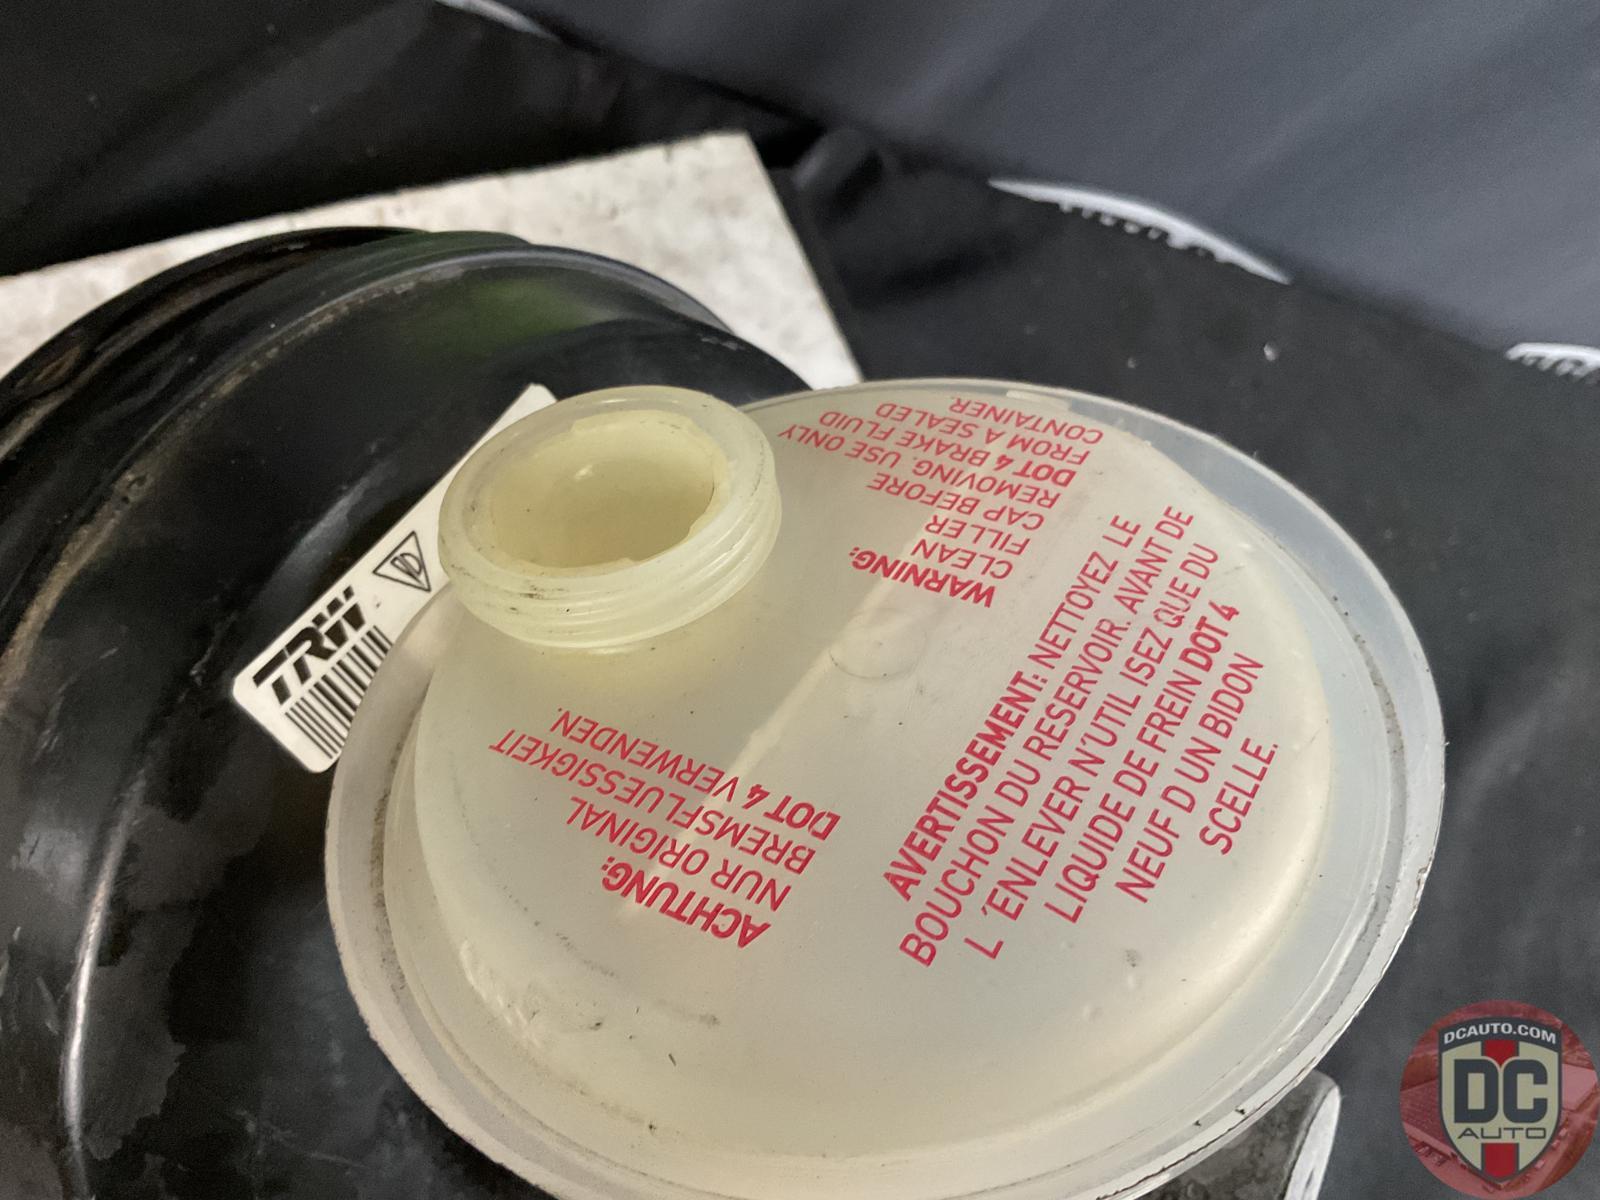 WARNING:
CLEAN
FILLER
CAP BEFORE
REMOVING. USE ONLY
DOT 4 BRAKE FLUID
FROM A SEALED
CONTAINER.
AVERTISSEMENT: NETTOYEZ LE
BOUCHON DU RESERVOIR. AVANT DE
L ´ENLEVER N'UTIL ISEZ QUE DU
LIQUIDE DE FREIN DOT 4
NEUF D UN BIDON
SCELLE.
ACHTUNG:
NUR ORIGINAL
BREMSFLUESSIGKEIT
DOT 4 VERWENDEN.
TRW
DCAUTO.COM
DC
AUTO